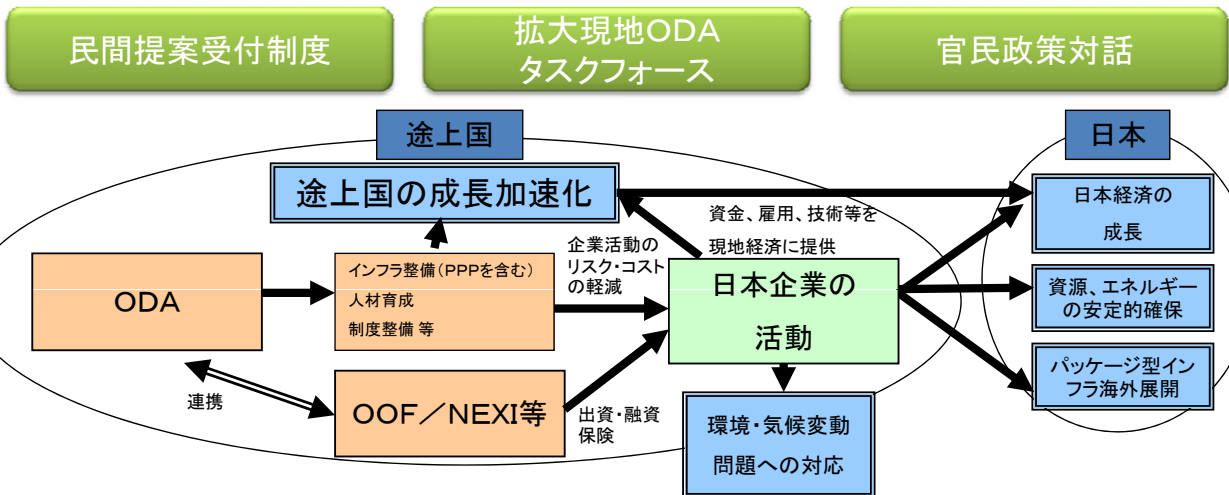 民間提案受付制度
拡大現地ODA
タスクフォース
官民政策対話
途上国
日本
途上国の成長加速化
資金、雇用、技術等を
現地経済に提供
日本経済の
成長
企業活動の
リスク・コスト
の軽減
ODA
インフラ整備(PPPを含む)
人材育成
制度整備 等
日本企業の
活動
資源、エネルギー
の安定的確保
連携
OOF/NEXI等
出資・融資
保険
環境・気候変動
問題への対応
パッケージ型イン
フラ海外展開